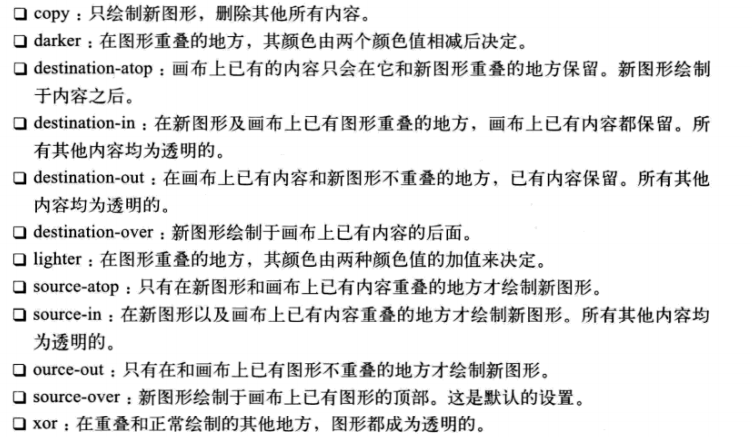 ❑ copy：只绘制新图形，删除其他所有内容。
❑ darker：在图形重叠的地方，其颜色由两个颜色值相减后决定。
❑ destination-atop：画布上已有的内容只会在它和新图形重叠的地方保留。新图形绘制
于内容之后。
❑ destination-in：在新图形及画布上已有图形重叠的地方，画布上已有内容都保留。所
有其他内容均为透明的。
❑ destination-out：在画布上已有内容和新图形不重叠的地方，已有内容保留。所有其他
内容均为透明的。
❑ destination-over：新图形绘制于画布上已有内容的后面。
❑ lighter：在图形重叠的地方，其颜色由两种颜色值的加值来决定。
❑ source-atop：只有在新图形和画布上已有内容重叠的地方才绘制新图形。
❑ source-in：在新图形以及画布上已有内容重叠的地方才绘制新图形。所有其他内容均
为透明的。
❑ ource-out：只有在和画布上已有图形不重叠的地方才绘制新图形。
❑ source-over：新图形绘制于画布上已有图形的顶部。这是默认的设置。
❑ xor：在重叠和正常绘制的其他地方，图形都成为透明的。